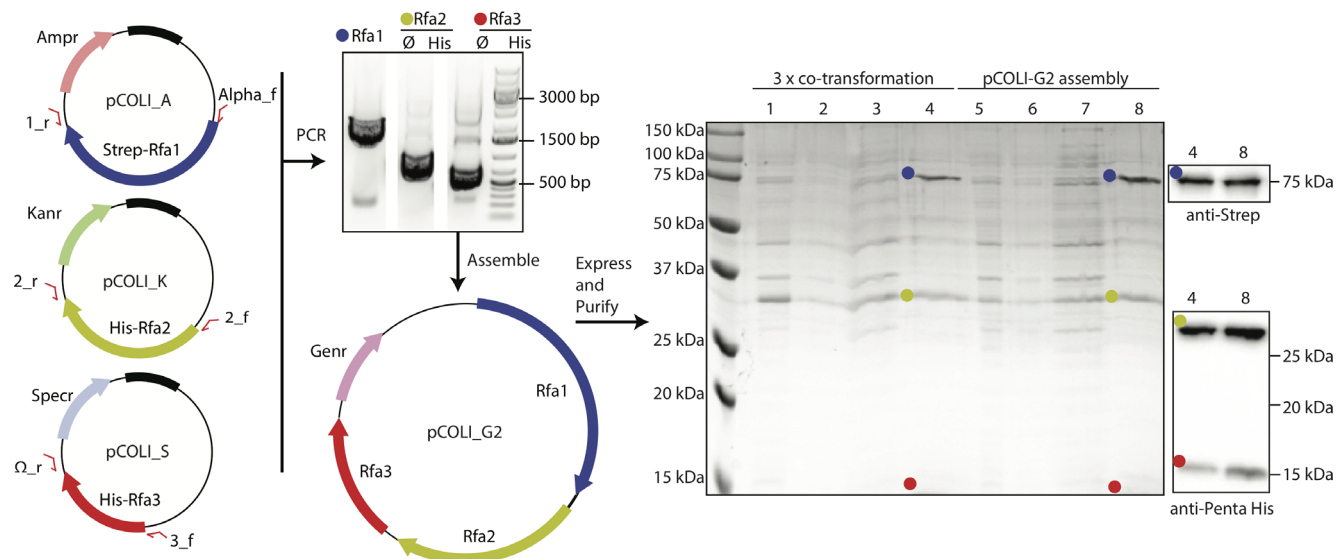 Ampr
pCOLI_A
Alpha_f
1_r
Strep-Rfa1
Kanr
pCOLI_K
2_r
His-Rfa2
2_f
Specr
pCOLI_S
Ω_r
His-Rfa3
3_f
PCR
Rfa1
Rfa2
Rfa3
Ø His
Ø His
3000 bp
1500 bp
500 bp
Assemble
Genr
Rfa1
pCOLI_G2
Rfa3
Rfa2
Express
and
Purify
3 x co-transformation
pCOLI-G2 assembly
1 2 3 4 5 6 7 8
150 kDa
100 kDa
75 kDa
50 kDa
37 kDa
25 kDa
20 kDa
15 kDa
4 8
75 kDa
anti-Strep
4 8
25 kDa
20 kDa
15 kDa
anti-Penta His